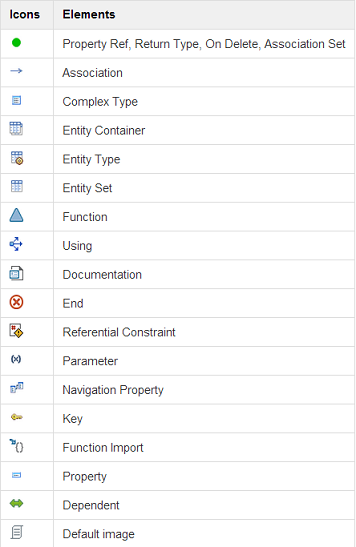 Icons Elements
Property Ref, Return Type, On Delete, Association Set
Association
Complex Type
Entity Container
Entity Type
Entity Set
Function
Using
Documentation
End
Referential Constraint
(x) Parameter
Navigation Property
Key
{} Function Import
Property
Dependent
Default image